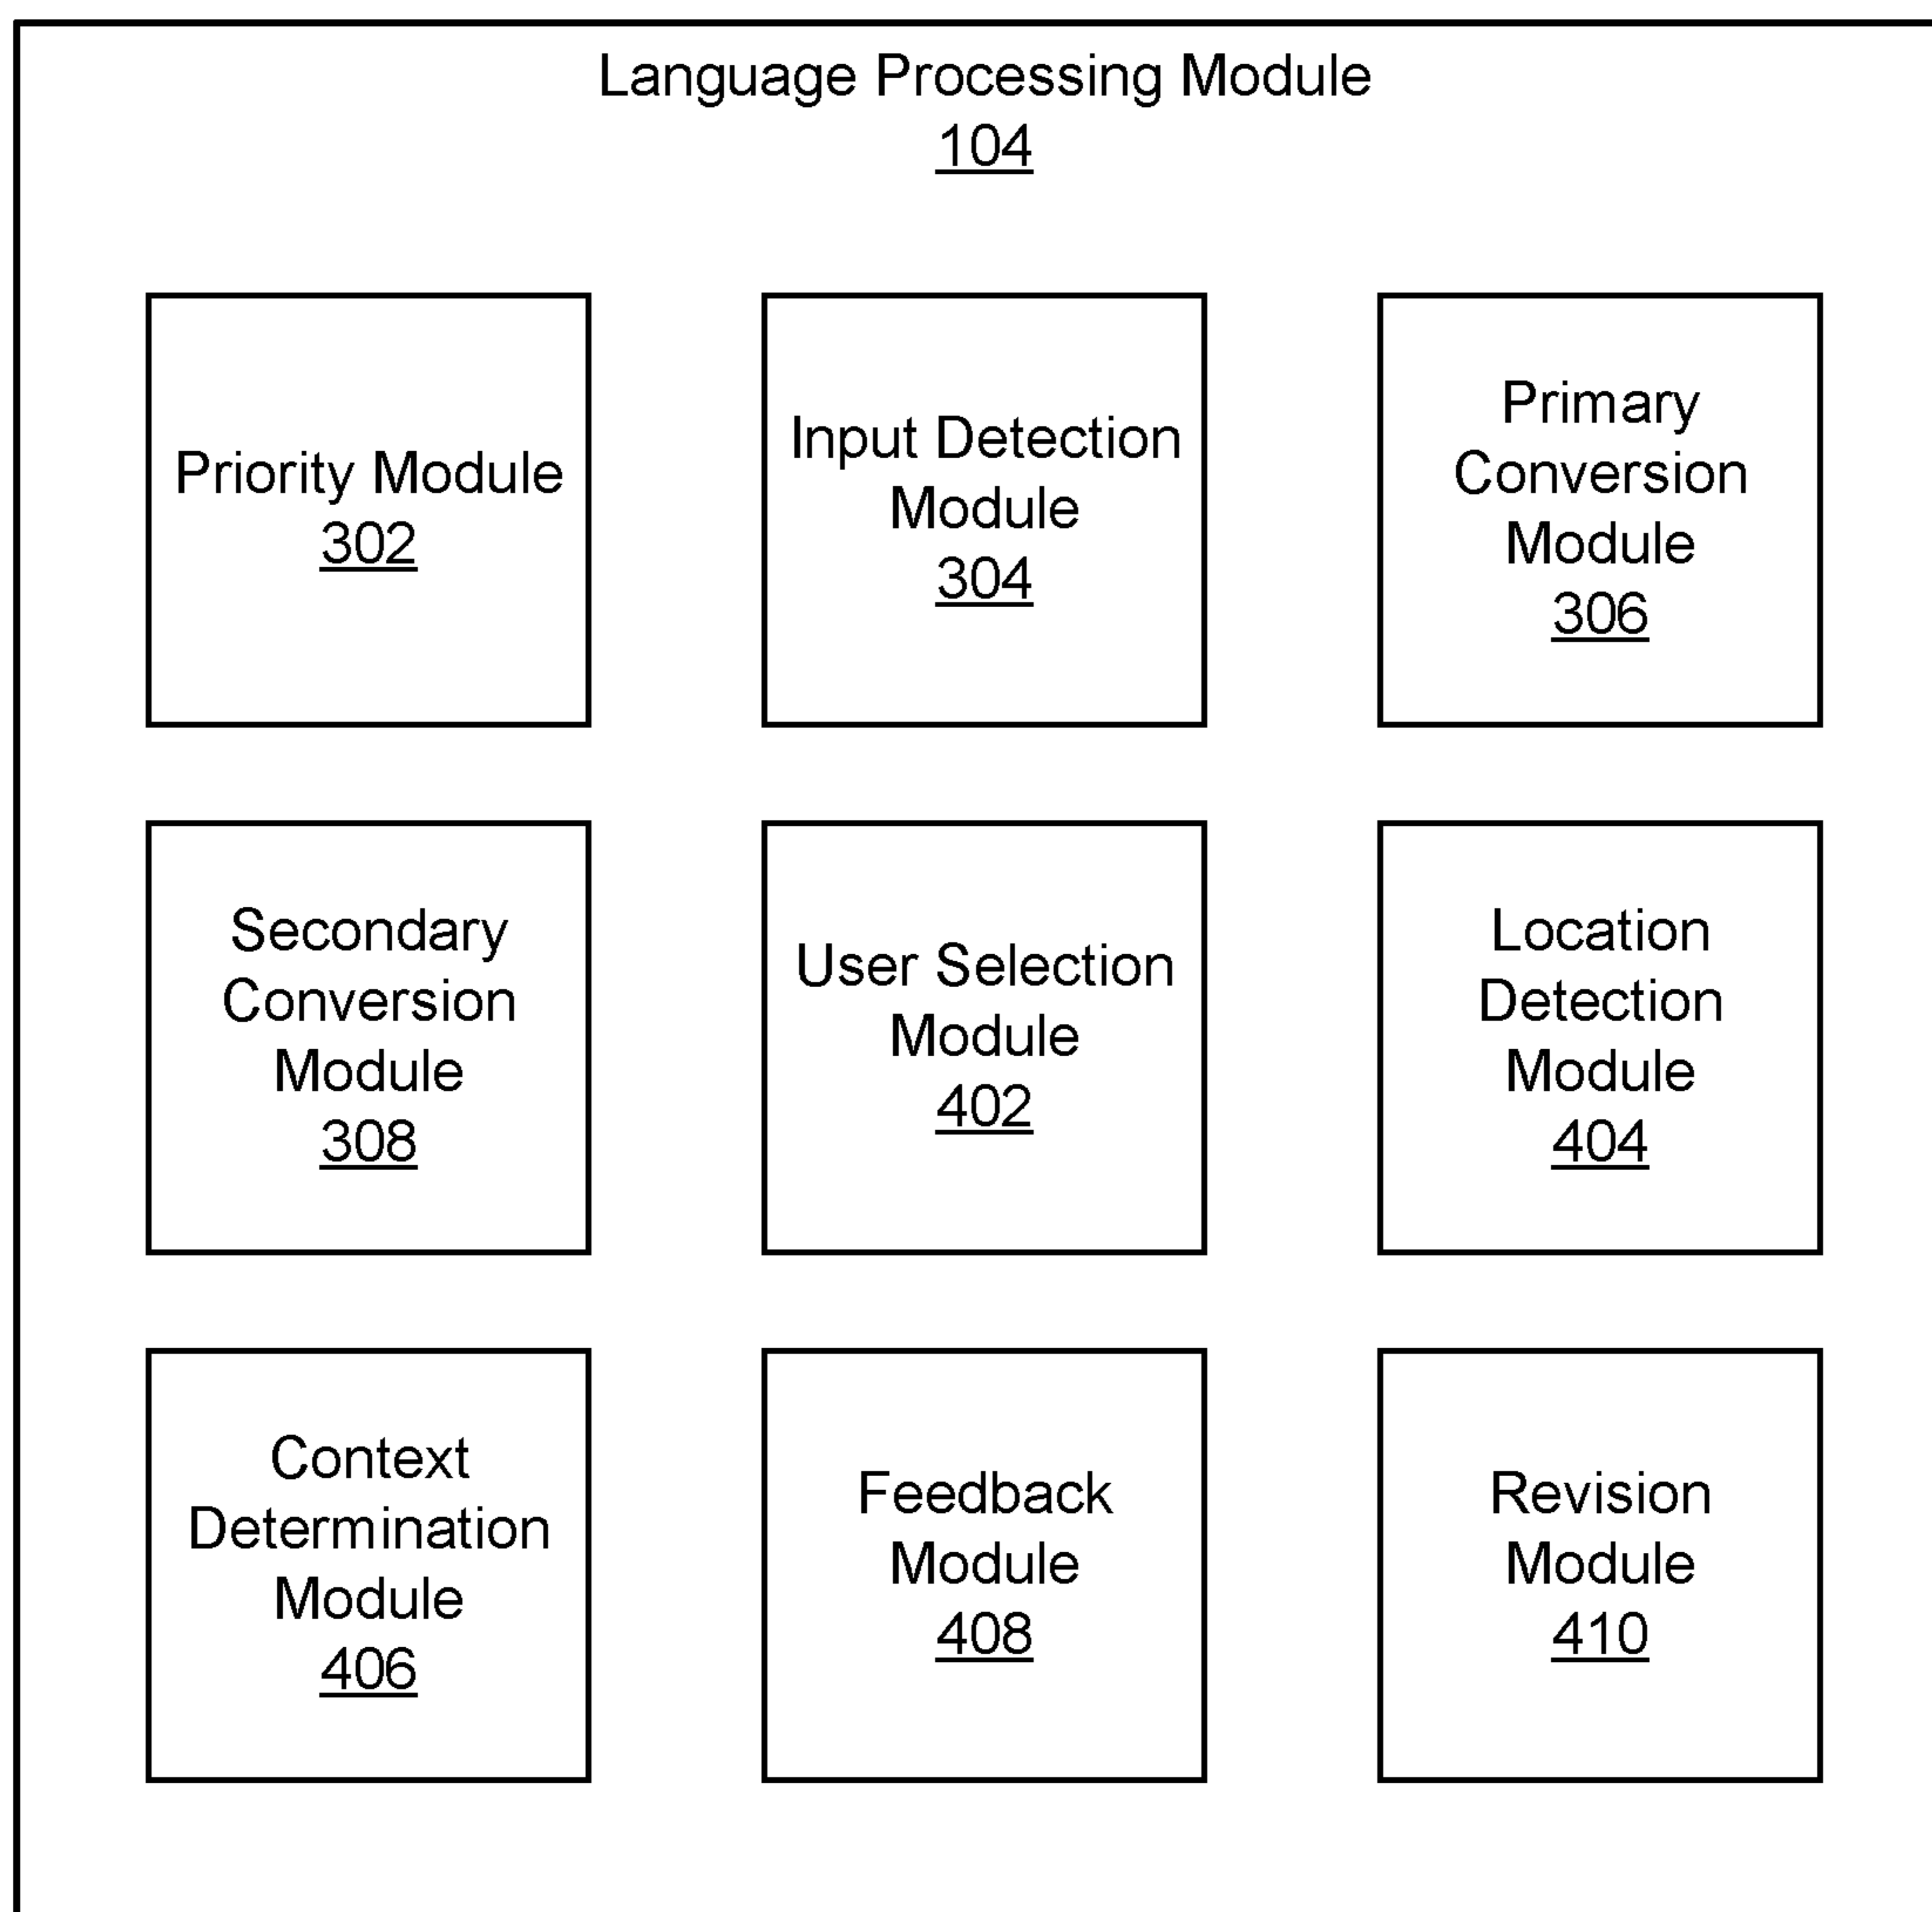 Language Processing Module
104
Priority Module
302
Input Detection
Module
304
Primary
Conversion
Module
306
Secondary
Conversion
Module
308
User Selection
Module
402
Location
Detection
Module
404
Context
Determination
Module
406
Feedback
Module
408
Revision
Module
410